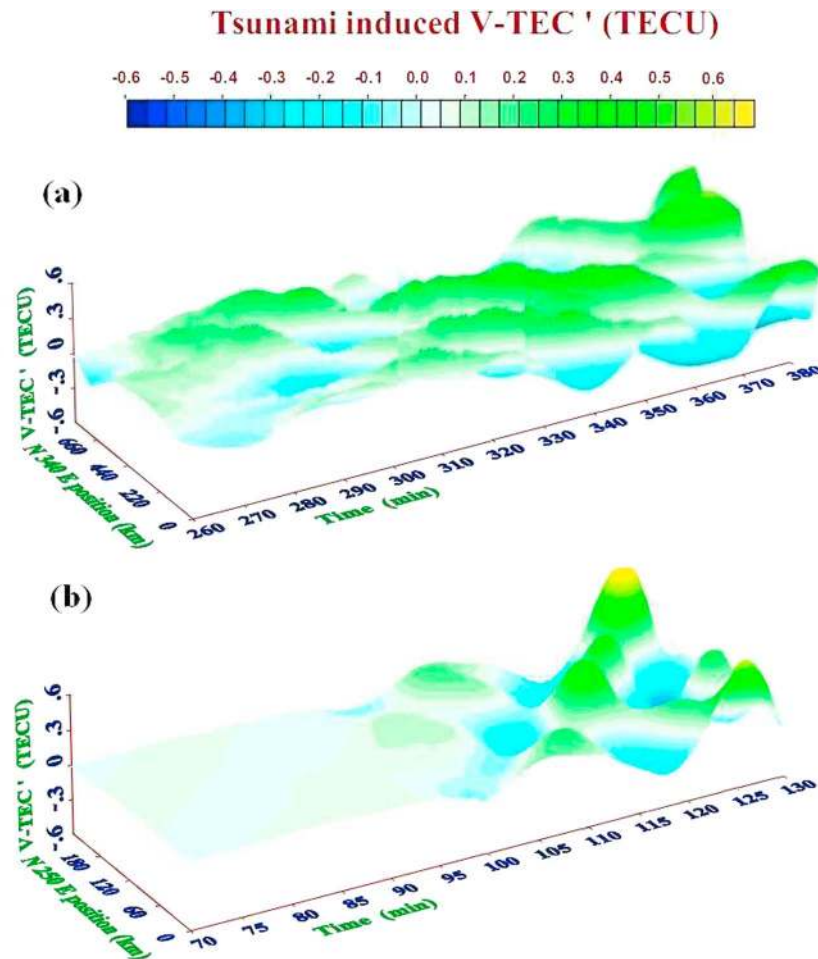 Tsunami induced V-TEC ' (TECU)
-0.6 -0.5 -0.4 -0.3 -0.2 -0.1 0.0 0.1 0.2 0.3 0.4 0.5 0.6
(a)
V-TEC ' (TECU)
.6
.3
0
-.3
-.6
N 340 E position (km)
660 440 220 0
260 270 280 290 300 310 320 330 340 350 360 370 380
Time (min)
(b)
V-TEC ' (TECU)
.6
.3
0
-.3
-.6
N 250 E position (km)
180 120 60 0
70 75 80 85 90 95 100 105 110 115 120 125 130
Time (min)